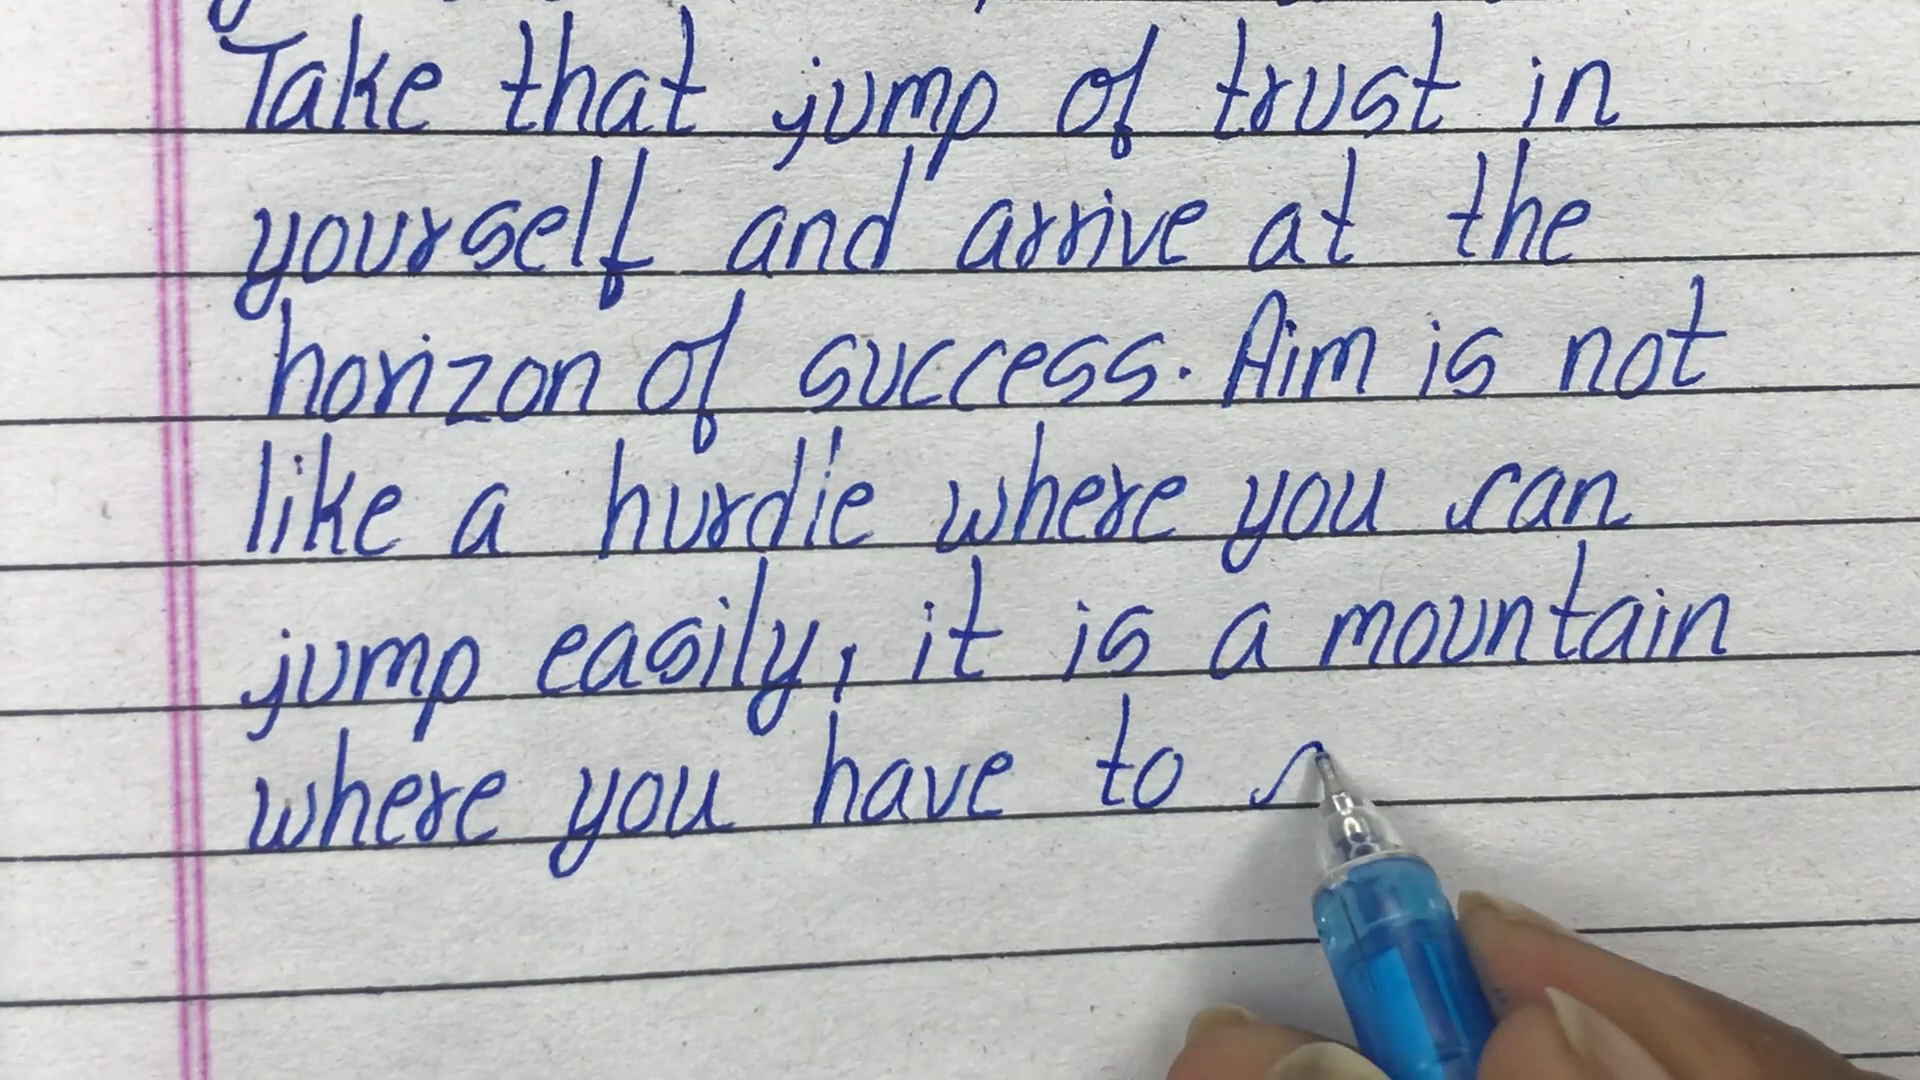 Take that jump of trust in
yourself and arrive at the
horizon of success. Aim is not
like a hurdle where you can
jump easily, it is a mountain
where you have to